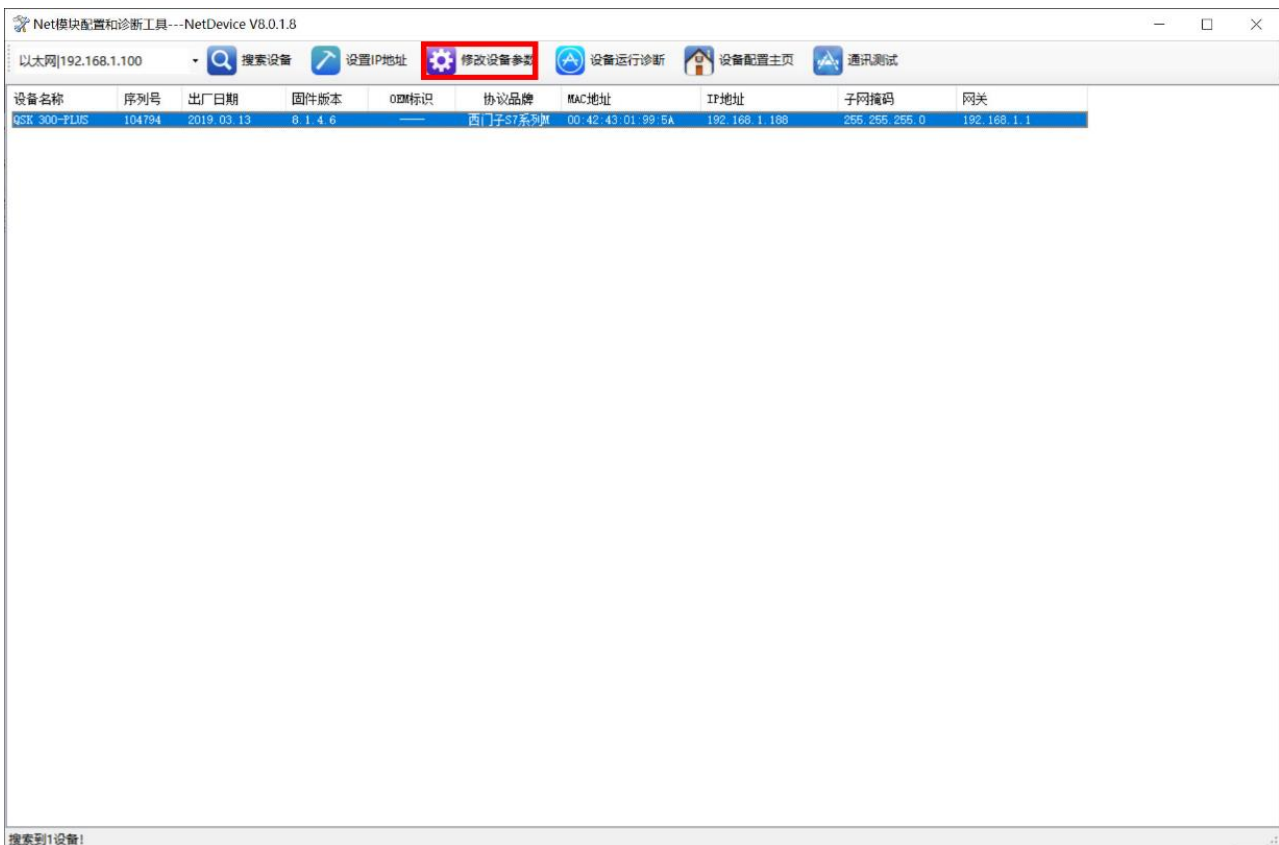 Net模块配置和诊断工具---NetDevice V8.0.1.8
以太网|192.168.1.100 搜索设备 设置IP地址 修改设备参数 设备运行诊断 设备配置主页 通讯测试
设备名称 序列号 出厂日期 固件版本 OEM标识 协议品牌 MAC地址 IP地址 子网掩码 网关
QSK 300-PLUS 104794 2019.03.13 8.1.4.6 —— 西门子S7系列M 00:42:43:01:99:5A 192.168.1.188 255.255.255.0 192.168.1.1
搜索到1设备!